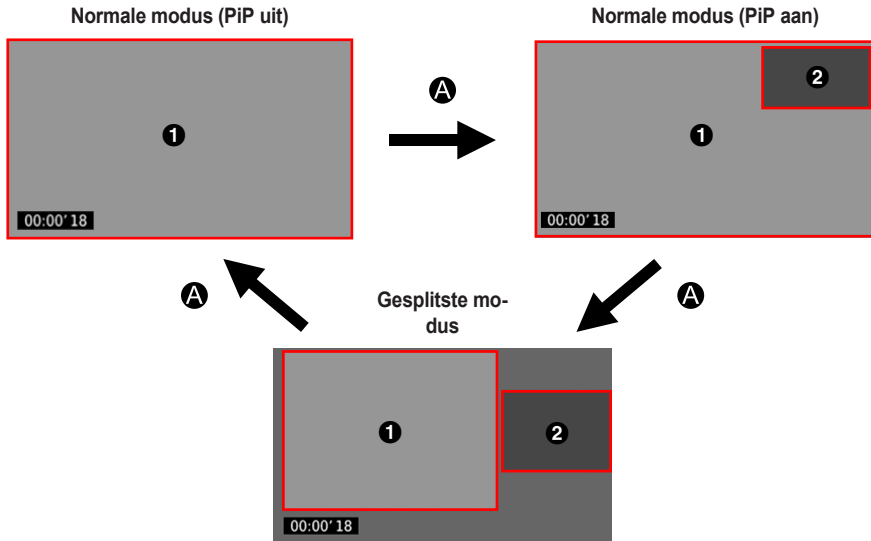 Normale modus (PiP uit)
Normale modus (PiP aan)
A
2
1
1
00:00' 18
00:00' 18
A
A
Gesplitste mo-
dus
1
2
00:00' 18